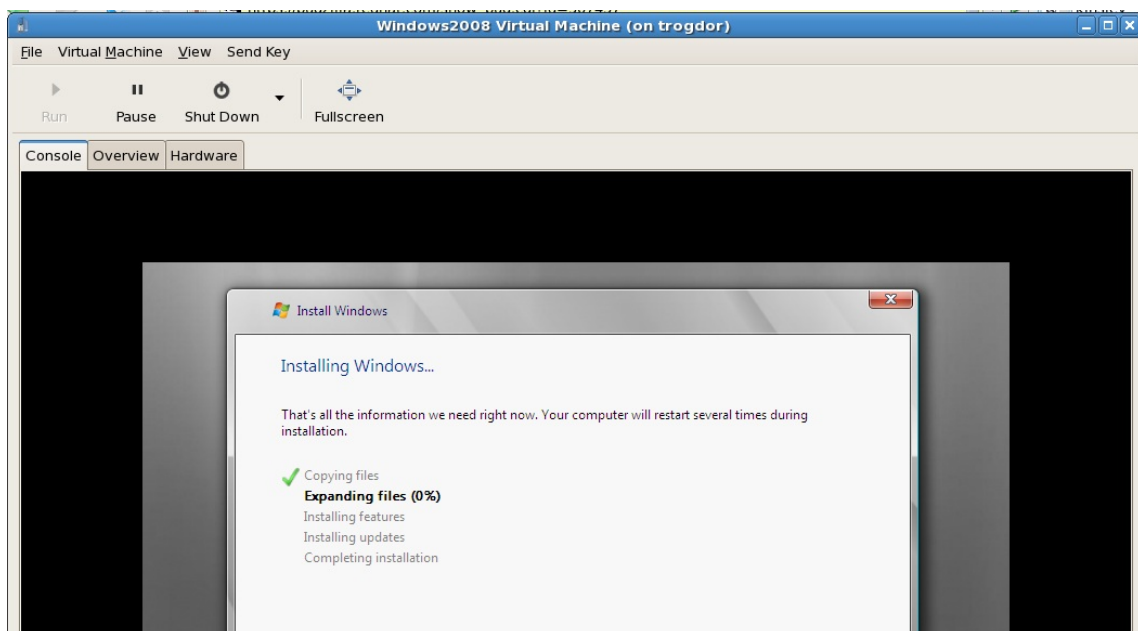 Windows2008 Virtual Machine (on trogdor)
File Virtual Machine View Send Key
Run Pause Shut Down Fullscreen
Console Overview Hardware
Install Windows
Installing Windows...
That's all the information we need right now. Your computer will restart several times during
installation.
Copying files
Expanding files (0%)
Installing features
Installing updates
Completing installation